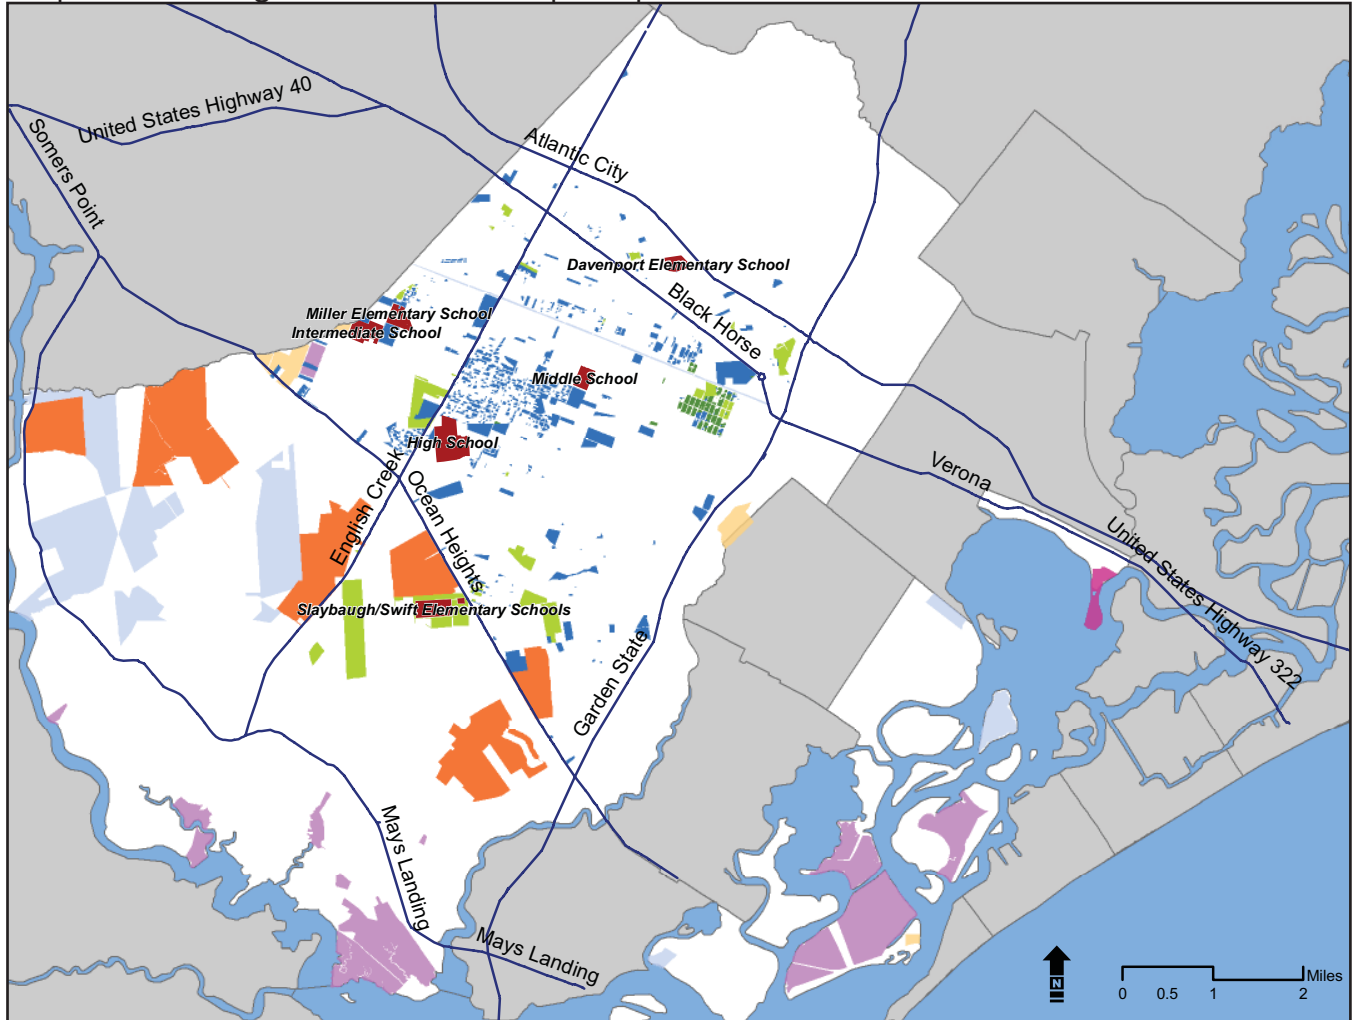 United States Highway 40
Somers Point
Atlantic City
Davenport Elementary School
Black Horse
Miller Elementary School
Intermediate School
Middle School
High School
English Creek
Ocean Heights
Verona
United States Highway 322
Slaybaugh/Swift Elementary Schools
Garden State
Mays Landing
Mays Landing
N
Miles
0 0.5 1 2